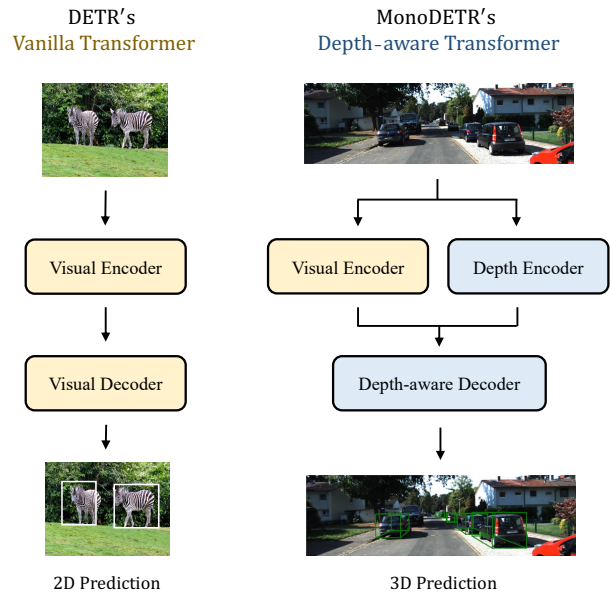 DETR′s
Vanilla Transformer
Visual Encoder
Visual Decoder
2D Prediction
MonoDETR′s
Depth-aware Transformer
Visual Encoder
Depth Encoder
Depth-aware Decoder
3D Prediction